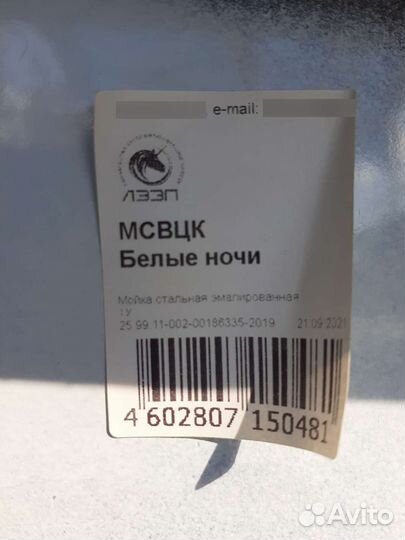 e-mail:
ЛЗЭП
МСВЦК
Белые ночи
Мойка стальная эмалированная
ТУ
25.99.11-002-00186335-2019 21.09.2021
4 602807 150481
Avito